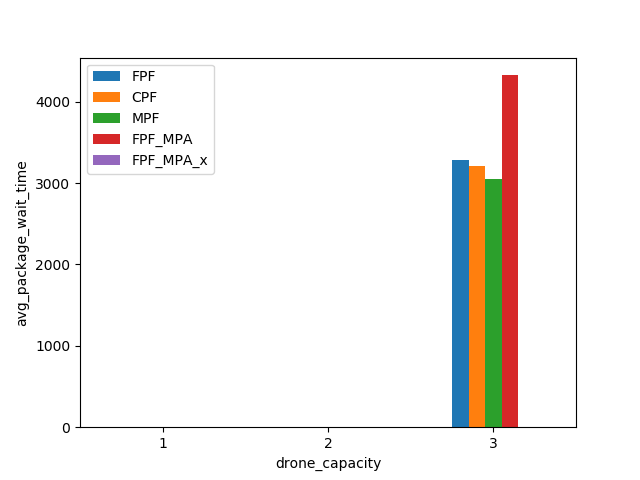 FPF
CPF
MPF
FPF_MPA
FPF_MPA_x
4000
3000
2000
1000
0
avg_package_wait_time
1 2 3
drone_capacity